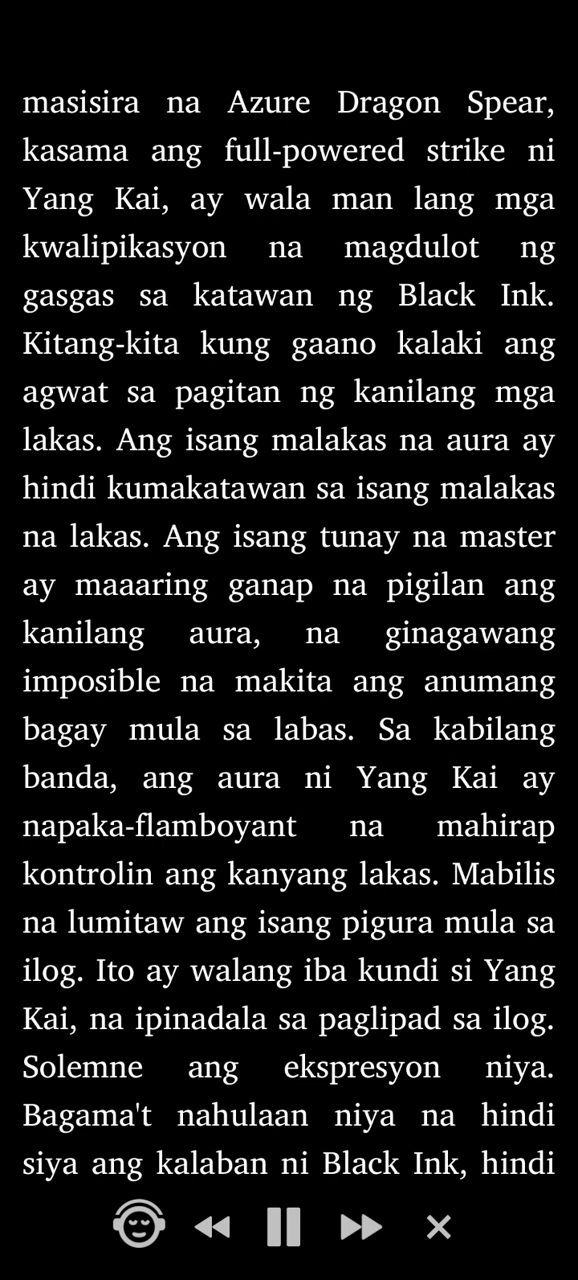 masisira na Azure Dragon Spear,
kasama ang full-powered strike ni
Yang Kai, ay wala man lang mga
kwalipikasyon na magdulot ng
gasgas sa katawan ng Black Ink.
Kitang-kita kung gaano kalaki ang
agwat sa pagitan ng kanilang mga
lakas. Ang isang malakas na aura ay
hindi kumakatawan sa isang malakas
na lakas. Ang isang tunay na master
ay maaaring ganap na pigilan ang
kanilang aura, na ginagawang
imposible na makita ang anumang
bagay mula sa labas. Sa kabilang
banda, ang aura ni Yang Kai ay
napaka-flamboyant na mahirap
kontrolin ang kanyang lakas. Mabilis
na lumitaw ang isang pigura mula sa
ilog. Ito ay walang iba kundi si Yang
Kai, na ipinadala sa paglipad sa ilog.
Solemne ang ekspresyon niya.
Bagama't nahulaan niya na hindi
siya ang kalaban ni Black Ink, hindi